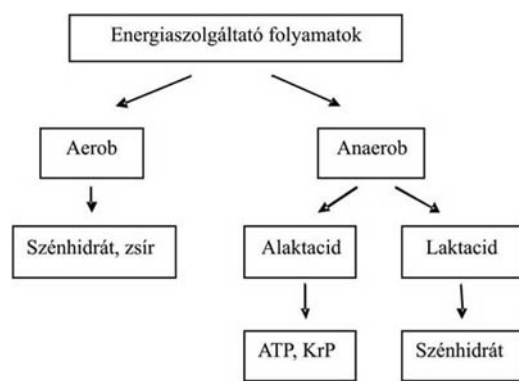 Energiaszolgáltató folyamatok
Aerob
Anaerob
Szénhidrát, zsír
Alaktacid
Laktacid
ATP, KrP
Szénhidrát